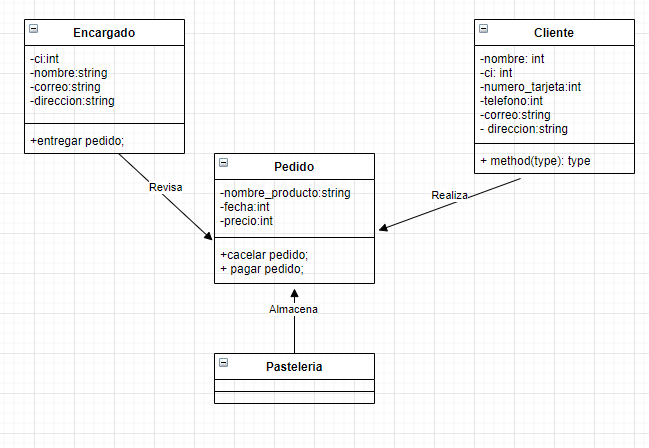 Encargado
-ci:int
-nombre:string
-correo:string
-direccion:string
+entregar pedido;
Cliente
-nombre: int
-ci: int
-numero_tarjeta:int
-telefono:int
-correo:string
- direccion:string
+ method(type): type
Revisa
Realiza
Pedido
-nombre_producto:string
-fecha:int
-precio:int
+cacelar pedido;
+ pagar pedido;
Almacena
Pasteleria